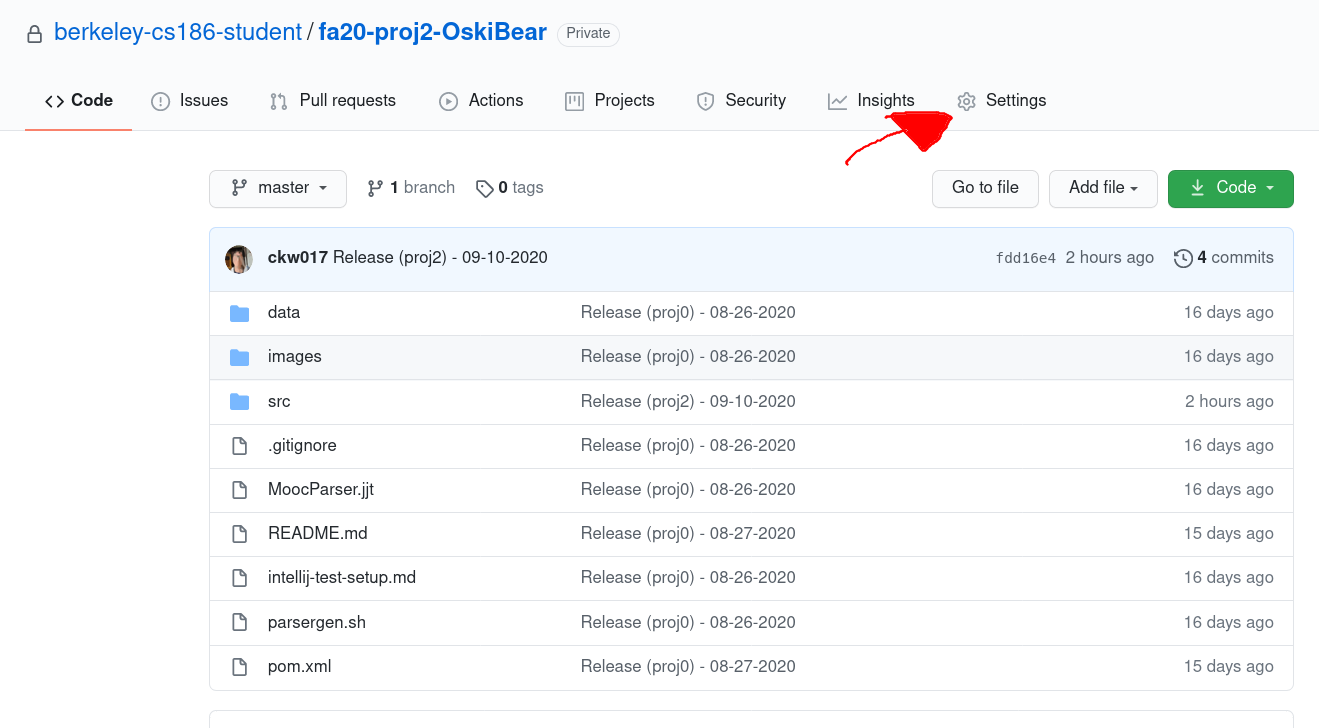 berkeley-cs186-student / fa20-proj2-OskiBear Private
Code Issues Pull requests Actions Projects Security Insights Settings
master 1 branch 0 tags Go to file Add file Code
ckw017 Release (proj2) - 09-10-2020 fdd16e4 2 hours ago 4 commits
data Release (proj0) - 08-26-2020 16 days ago
images Release (proj0) - 08-26-2020 16 days ago
src Release (proj2) - 09-10-2020 2 hours ago
.gitignore Release (proj0) - 08-26-2020 16 days ago
MoocParser.jjt Release (proj0) - 08-26-2020 16 days ago
README.md Release (proj0) - 08-27-2020 15 days ago
intellij-test-setup.md Release (proj0) - 08-26-2020 16 days ago
parsergen.sh Release (proj0) - 08-26-2020 16 days ago
pom.xml Release (proj0) - 08-27-2020 15 days ago